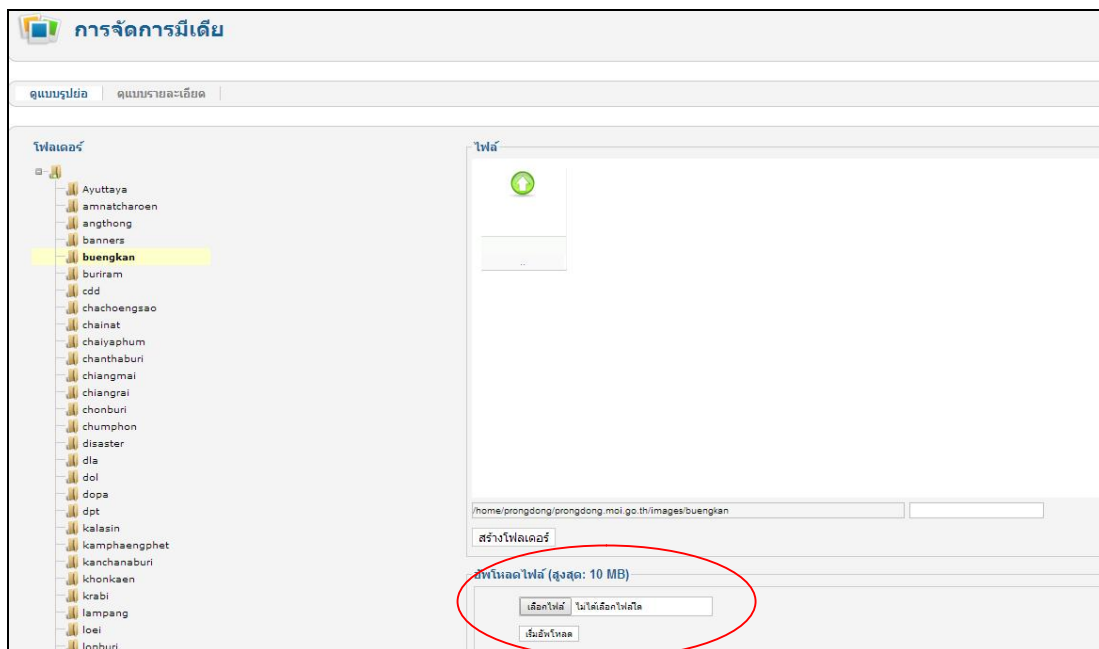 การจัดการมีเดีย
ดูแบบรูปย่อ ดูแบบรายละเอียด
โฟลเดอร์
Ayuttaya
amnatcharoen
angthong
banners
buengkan
buriram
cdd
chachoengsao
chainat
chaiyaphum
chanthaburi
chiangmai
chiangrai
chonburi
chumphon
disaster
dla
dol
dopa
dpt
kalasin
kamphaengphet
kanchanaburi
khonkaen
krabi
lampang
loei
lopburi
ไฟล์
..
/home/prongdong/prongdong.moi.go.th/images/buengkan
สร้างโฟลเดอร์
อัพโหลดไฟล์ (สูงสุด: 10 MB)
เลือกไฟล์ ไม่ได้เลือกไฟล์ใด
เริ่มอัพโหลด